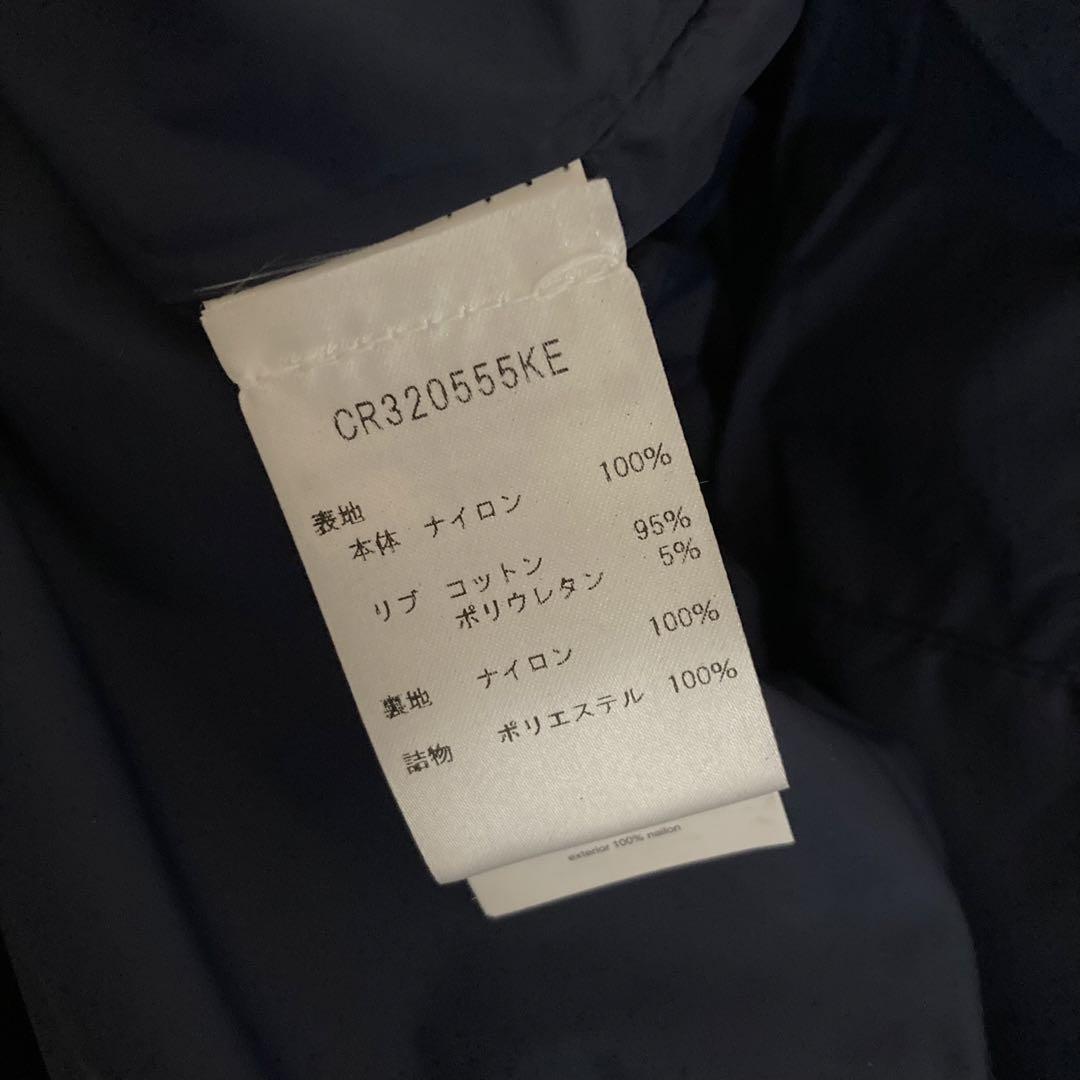 CR320555KE
表地
本体 ナイロン 100%
リブ コットン 95%
ポリウレタン 5%
裏地 ナイロン 100%
詰物 ポリエステル 100%
exterior 100% nailon